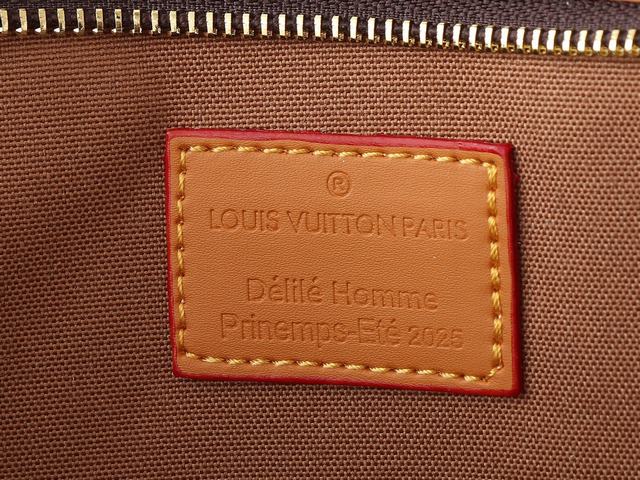 ®
LOUIS VUITTON PARIS
Délilé Homme
Prinemps-Eté 2025